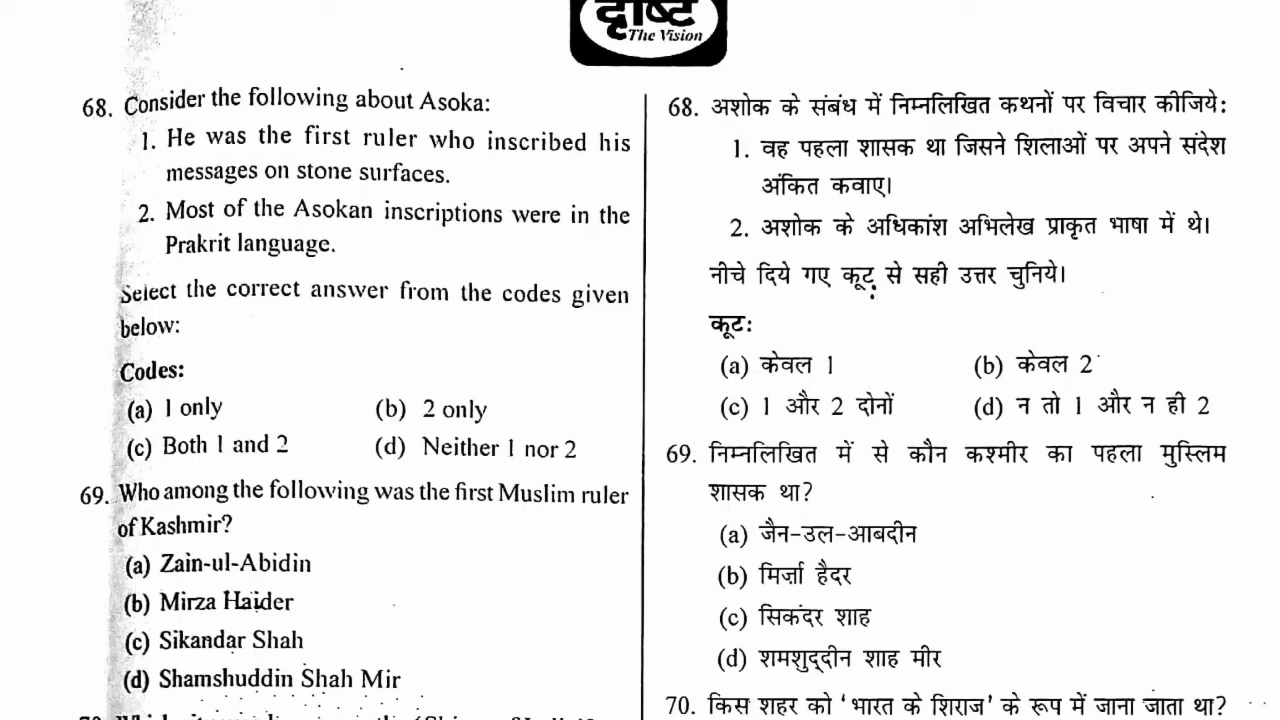 दृष्टि
The Vision
68. Consider the following about Asoka:
1. He was the first ruler who inscribed his
messages on stone surfaces.
2. Most of the Asokan inscriptions were in the
Prakrit language.
Select the correct answer from the codes given
below:
Codes:
(a) 1 only (b) 2 only
(c) Both 1 and 2 (d) Neither 1 nor 2
69. Who among the following was the first Muslim ruler
of Kashmir?
(a) Zain-ul-Abidin
(b) Mirza Haider
(c) Sikandar Shah
(d) Shamshuddin Shah Mir
68. अशोक के संबंध में निम्नलिखित कथनों पर विचार कीजिये:
1. वह पहला शासक था जिसने शिलाओं पर अपने संदेश
अंकित कवाए।
2. अशोक के अधिकांश अभिलेख प्राकृत भाषा में थे।
नीचे दिये गए कूट से सही उत्तर चुनिये।
कूट:
(a) केवल 1 (b) केवल 2
(c) 1 और 2 दोनों (d) न तो 1 और न ही 2
69. निम्नलिखित में से कौन कश्मीर का पहला मुस्लिम
शासक था?
(a) जैन-उल-आबदीन
(b) मिर्ज़ा हैदर
(c) सिकंदर शाह
(d) शमशुद्दीन शाह मीर
70. किस शहर को ‘भारत के शिराज’ के रूप में जाना जाता था?